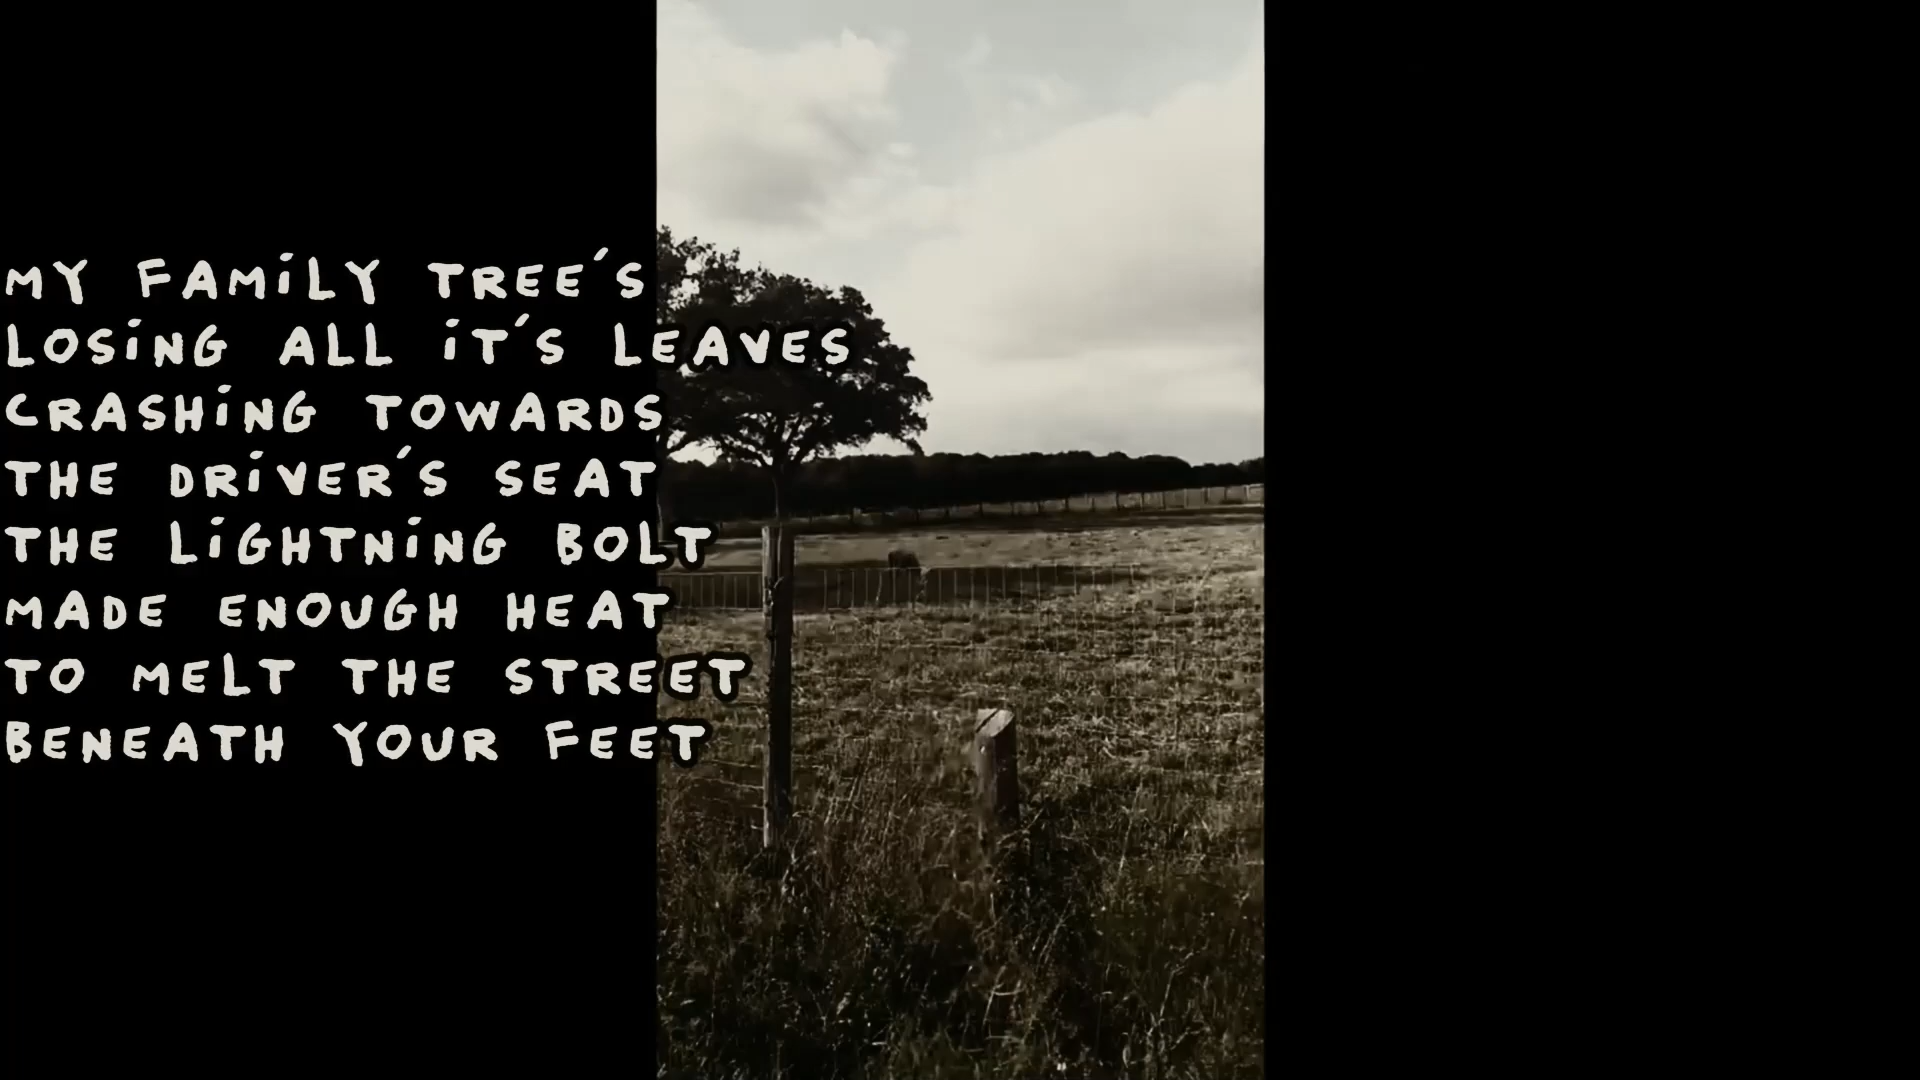 MY FAMiLY TREE'S
LOSiNG ALL iT'S LEAVES
CRASHiNG TOWARDS
THE DRiVER'S SEAT
THE LiGHTNiNG BOLT
MADE ENOUGH HEAT
TO MELT THE STREET
BENEATH YOUR FEET